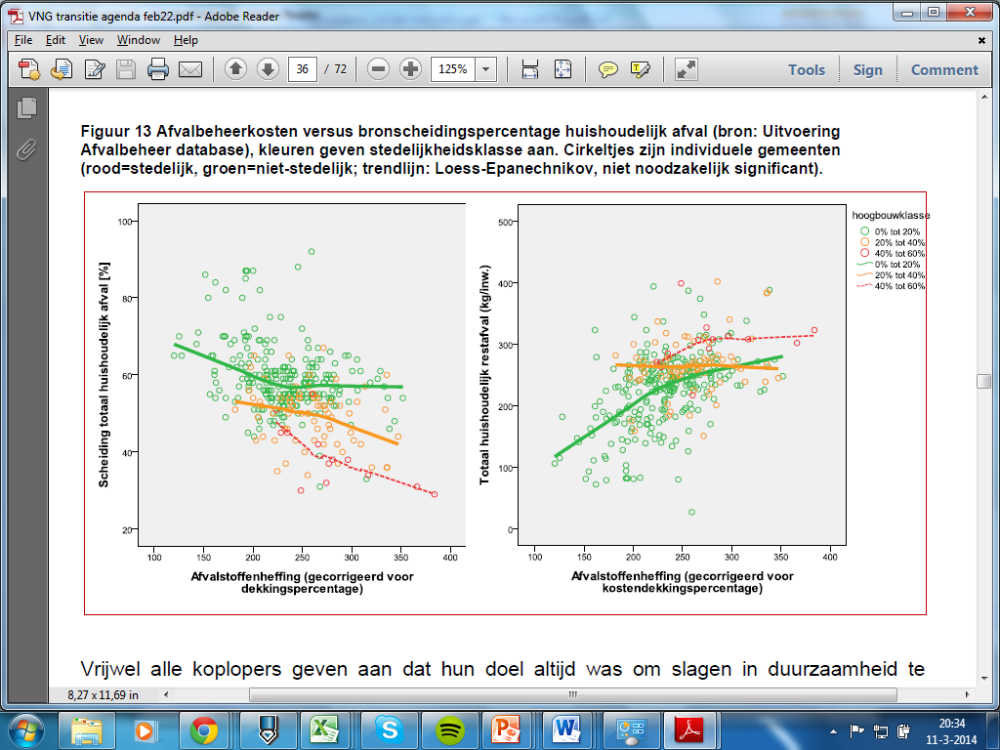 VNG transitie agenda feb22.pdf - Adobe Reader
File Edit View Window Help
36 / 72
125%
Tools Sign Comment
Figuur 13 Afvalbeheerkosten versus bronscheidingspercentage huishoudelijk afval (bron: Uitvoering
Afvalbeheer database), kleuren geven stedelijkheidsklasse aan. Cirkeltjes zijn individuele gemeenten
(rood=stedelijk, groen=niet-stedelijk; trendlijn: Loess-Epanechnikov, niet noodzakelijk significant).
Scheiding totaal huishoudelijk afval [%]
100
80
60
40
20
100 150 200 250 300 350 400
Afvalstoffenheffing (gecorrigeerd voor
dekkingspercentage)
Totaal huishoudelijk restafval (kg/inw.)
500
400
300
200
100
0
100 150 200 250 300 350 400
Afvalstoffenheffing (gecorrigeerd voor
kostendekkingspercentage)
hoogbouwklasse
0% tot 20%
20% tot 40%
40% tot 60%
0% tot 20%
20% tot 40%
40% tot 60%
Vrijwel alle koplopers geven aan dat hun doel altijd was om slagen in duurzaamheid te
8,27 x 11,69 in
20:34
11-3-2014